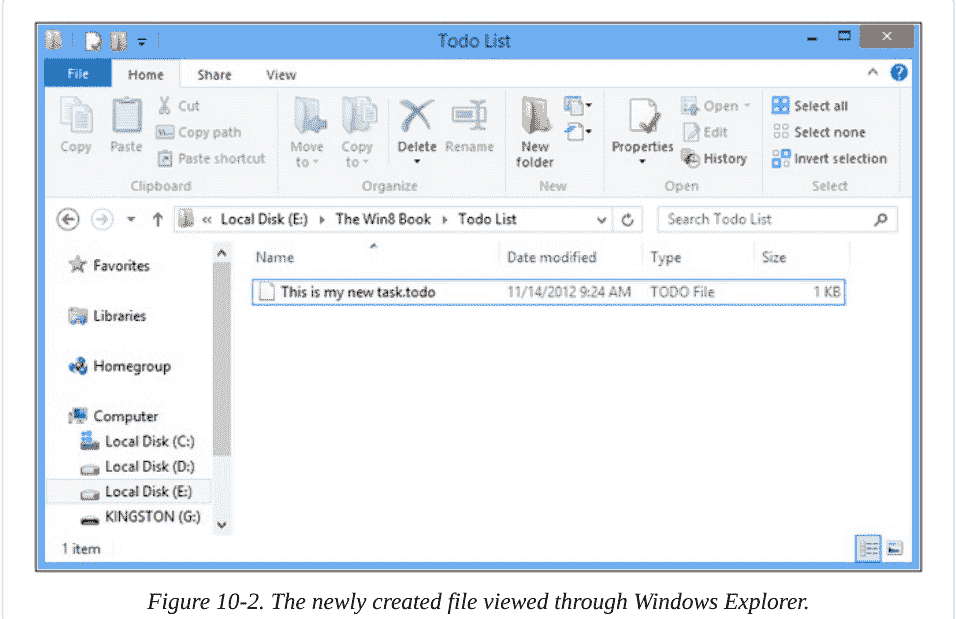 Todo List
File Home Share View
Copy
Paste
Cut
Copy path
Paste shortcut
Clipboard
Move to
Copy to
Delete
Rename
Organize
New folder
New
Properties
Open
Edit
History
Open
Select all
Select none
Invert selection
Select
« Local Disk (E:) The Win8 Book Todo List
Search Todo List
Favorites
Libraries
Homegroup
Computer
Local Disk (C:)
Local Disk (D:)
Local Disk (E:)
KINGSTON (G:)
Name Date modified Type Size
This is my new task.todo 11/14/2012 9:24 AM TODO File 1 KB
1 item
Figure 10-2. The newly created file viewed through Windows Explorer.